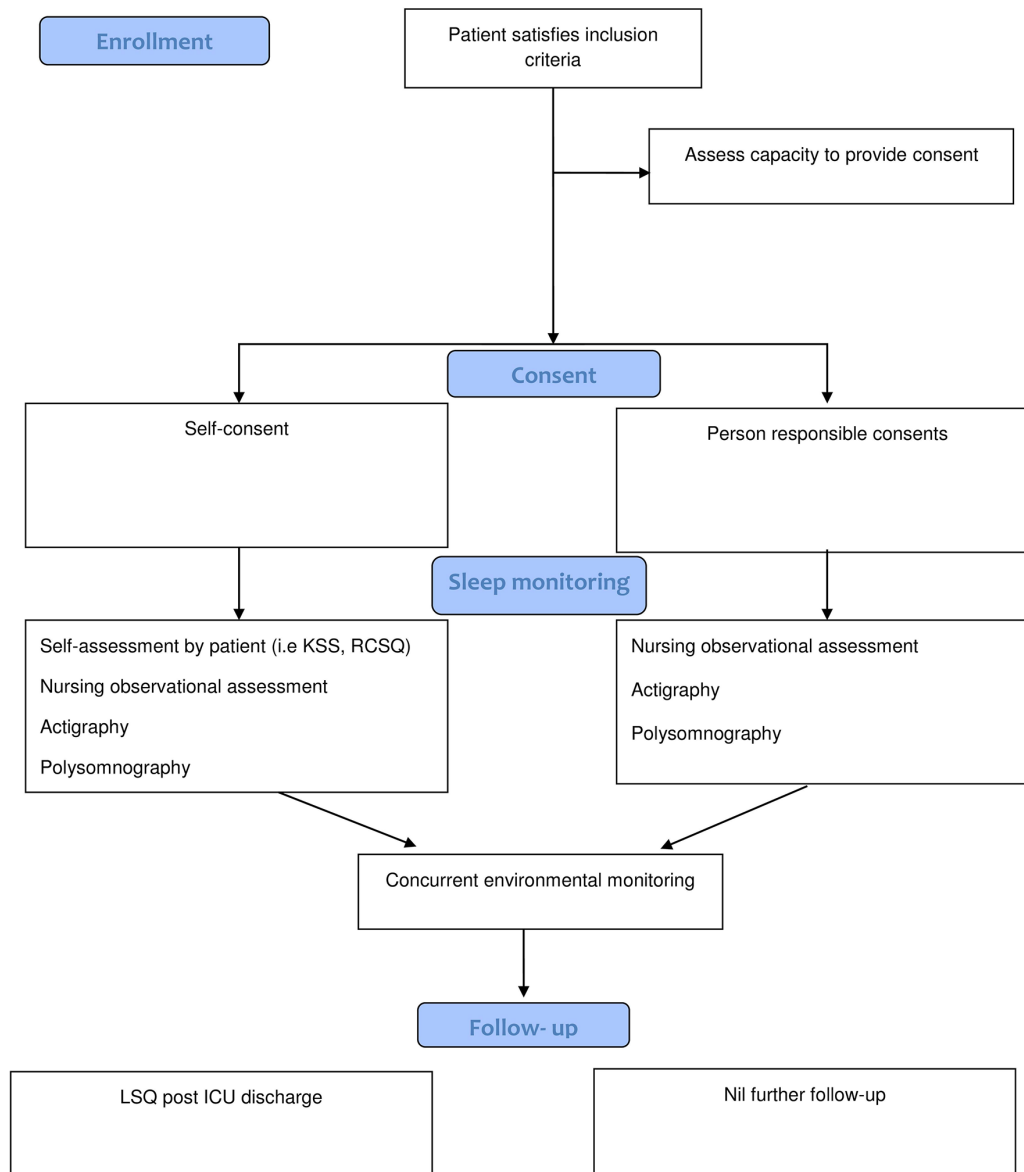 Enrollment
Patient satisfies inclusion
criteria
Assess capacity to provide consent
Consent
Self-consent
Person responsible consents
Sleep monitoring
Self-assessment by patient (i.e KSS, RCSQ)
Nursing observational assessment
Actigraphy
Polysomnography
Nursing observational assessment
Actigraphy
Polysomnography
Concurrent environmental monitoring
Follow- up
LSQ post ICU discharge
Nil further follow-up